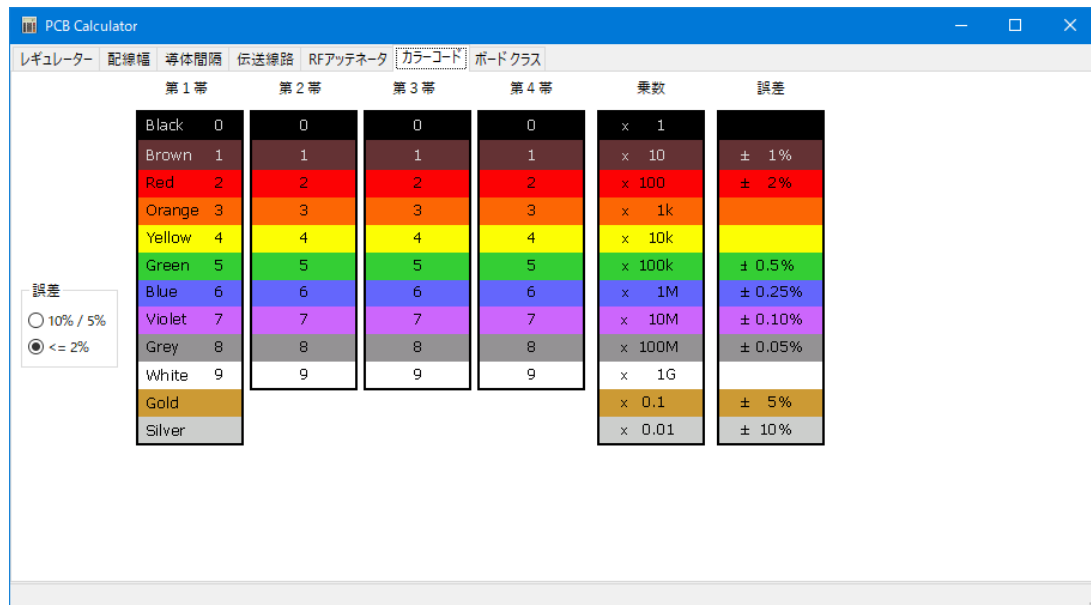 PCB Calculator
レギュレーター 配線幅 導体間隔 伝送線路 RFアッテネータ カラーコード ボードクラス
第１帯 第２帯 第３帯 第４帯 乗数 誤差
Black 0 0 0 0 x 1
Brown 1 1 1 1 x 10 ± 1%
Red 2 2 2 2 x 100 ± 2%
Orange 3 3 3 3 x 1k
Yellow 4 4 4 4 x 10k
Green 5 5 5 5 x 100k ± 0.5%
Blue 6 6 6 6 x 1M ± 0.25%
Violet 7 7 7 7 x 10M ± 0.10%
Grey 8 8 8 8 x 100M ± 0.05%
White 9 9 9 9 x 1G
Gold x 0.1 ± 5%
Silver x 0.01 ± 10%
誤差
10% / 5%
<= 2%